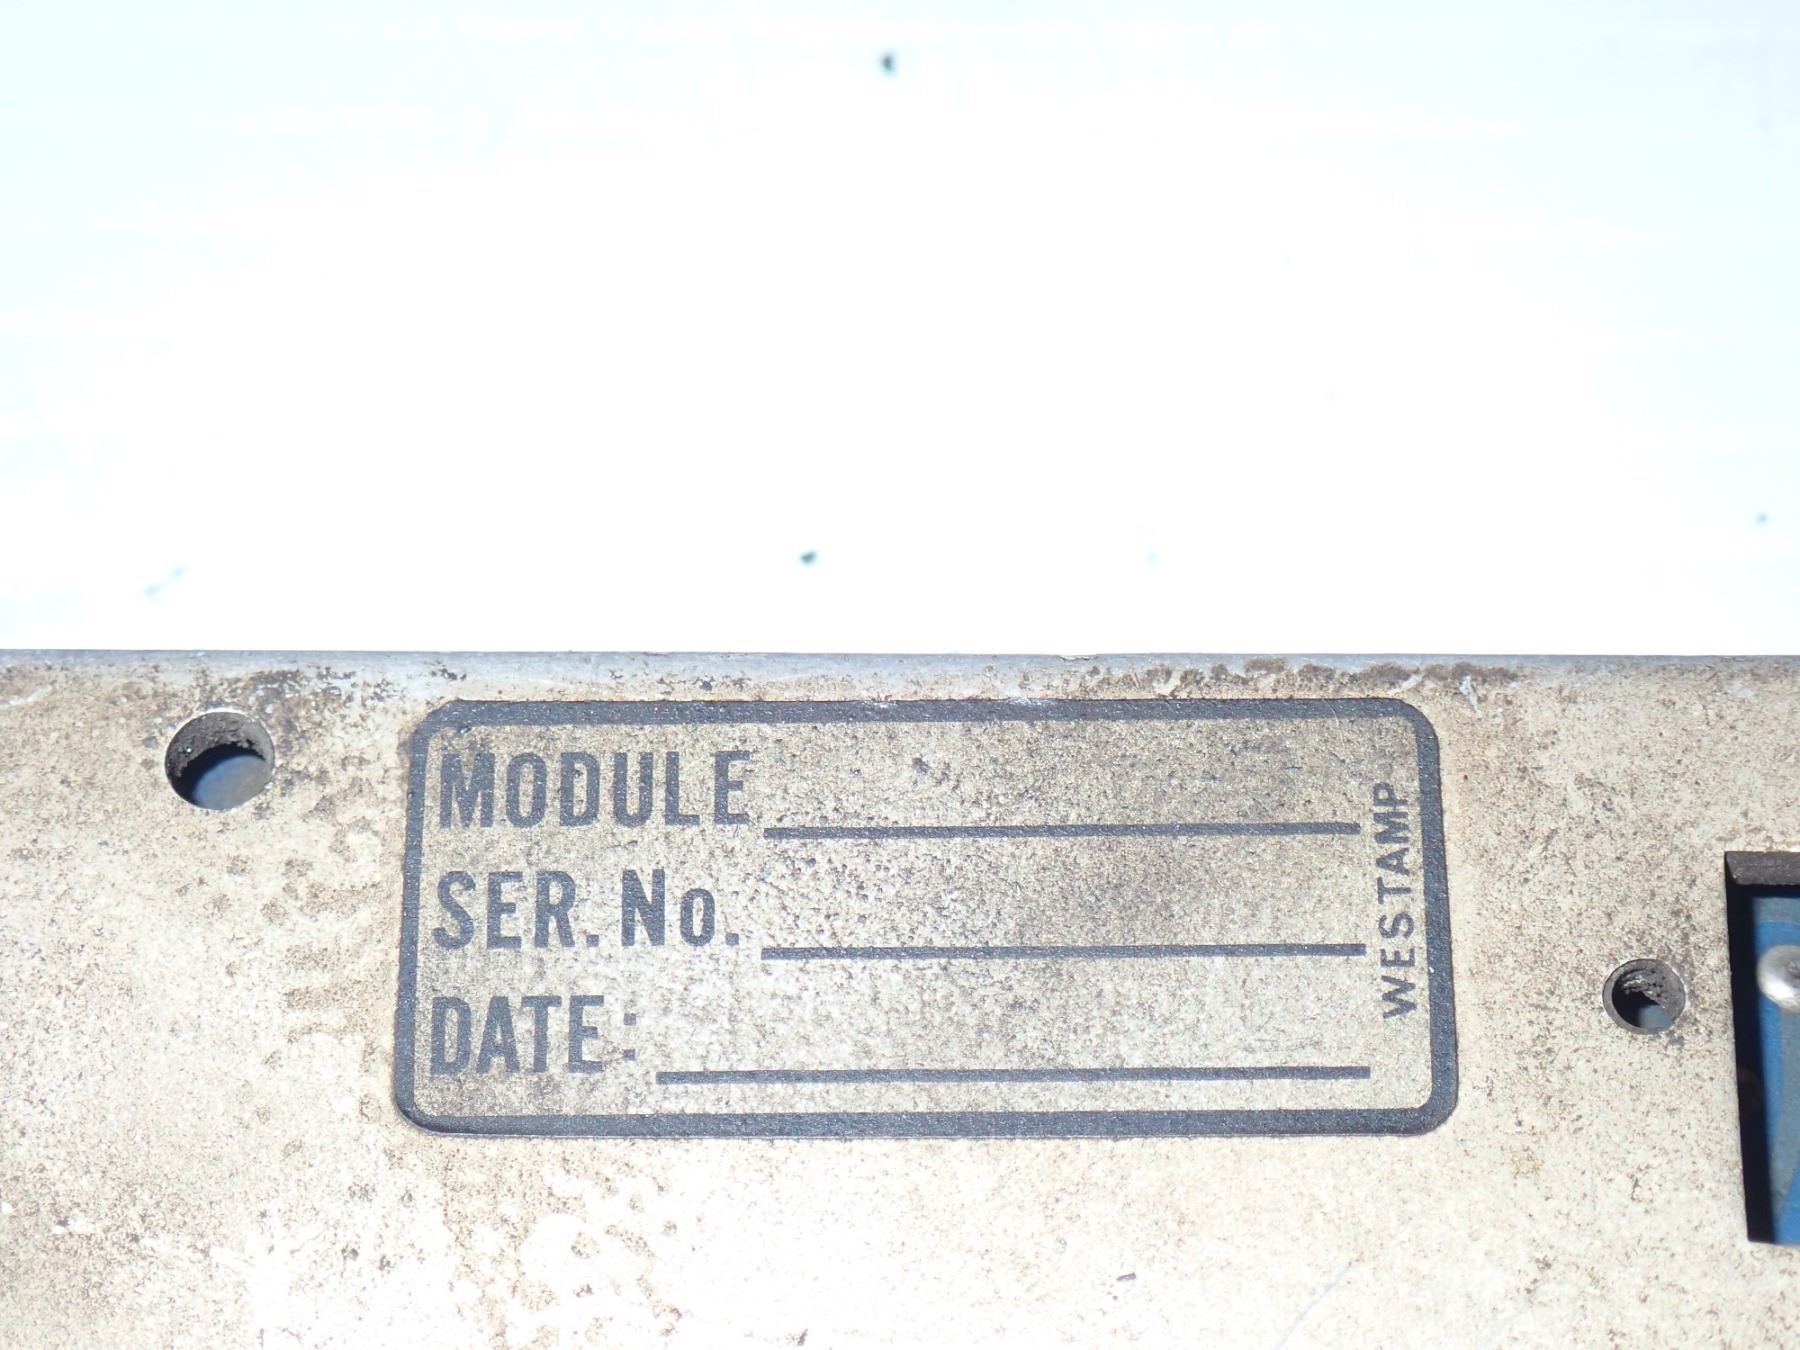 MODULE
SER. No.
DATE:
WESTAMP